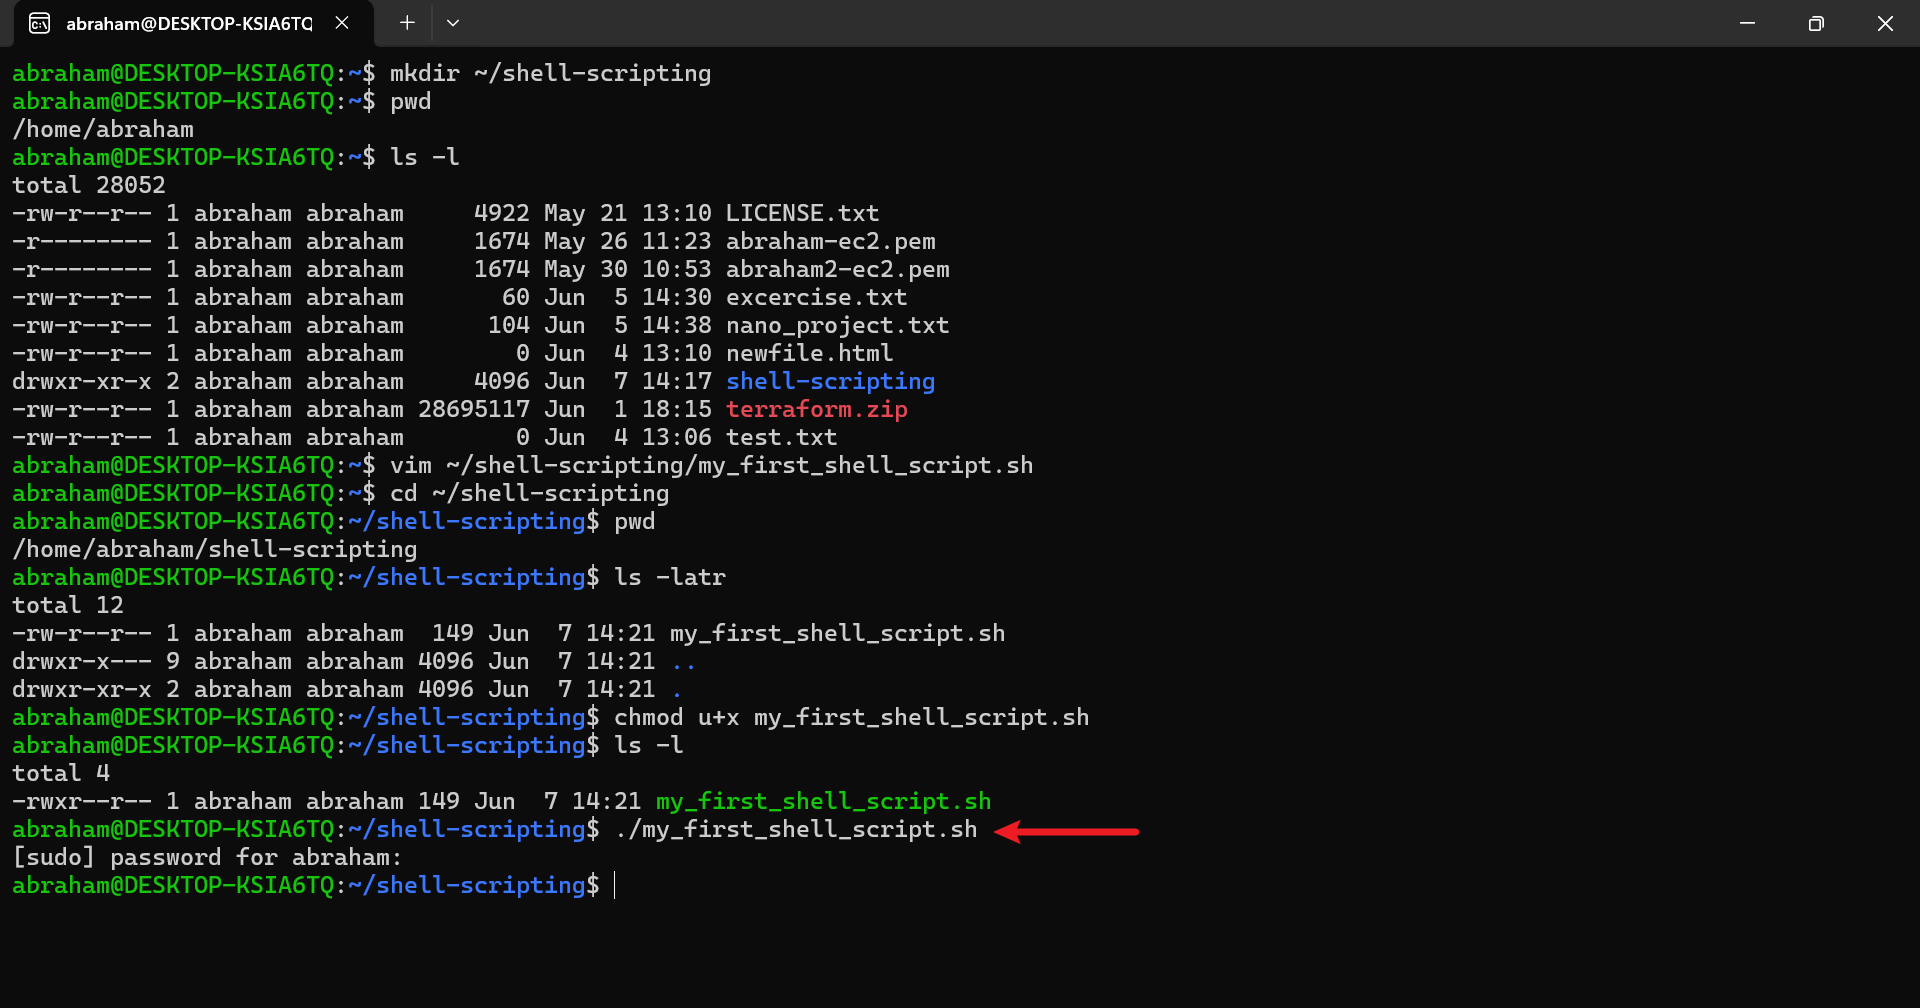 abraham@DESKTOP-KSIA6TQ
abraham@DESKTOP-KSIA6TQ:~$ mkdir ~/shell-scripting
abraham@DESKTOP-KSIA6TQ:~$ pwd
/home/abraham
abraham@DESKTOP-KSIA6TQ:~$ ls -l
total 28052
-rw-r--r-- 1 abraham abraham     4922 May 21 13:10 LICENSE.txt
-r-------- 1 abraham abraham     1674 May 26 11:23 abraham-ec2.pem
-r-------- 1 abraham abraham     1674 May 30 10:53 abraham2-ec2.pem
-rw-r--r-- 1 abraham abraham       60 Jun  5 14:30 excercise.txt
-rw-r--r-- 1 abraham abraham      104 Jun  5 14:38 nano_project.txt
-rw-r--r-- 1 abraham abraham        0 Jun  4 13:10 newfile.html
drwxr-xr-x 2 abraham abraham     4096 Jun  7 14:17 shell-scripting
-rw-r--r-- 1 abraham abraham 28695117 Jun  1 18:15 terraform.zip
-rw-r--r-- 1 abraham abraham        0 Jun  4 13:06 test.txt
abraham@DESKTOP-KSIA6TQ:~$ vim ~/shell-scripting/my_first_shell_script.sh
abraham@DESKTOP-KSIA6TQ:~$ cd ~/shell-scripting
abraham@DESKTOP-KSIA6TQ:~/shell-scripting$ pwd
/home/abraham/shell-scripting
abraham@DESKTOP-KSIA6TQ:~/shell-scripting$ ls -latr
total 12
-rw-r--r-- 1 abraham abraham  149 Jun  7 14:21 my_first_shell_script.sh
drwxr-x--- 9 abraham abraham 4096 Jun  7 14:21 ..
drwxr-xr-x 2 abraham abraham 4096 Jun  7 14:21 .
abraham@DESKTOP-KSIA6TQ:~/shell-scripting$ chmod u+x my_first_shell_script.sh
abraham@DESKTOP-KSIA6TQ:~/shell-scripting$ ls -l
total 4
-rwxr--r-- 1 abraham abraham 149 Jun  7 14:21 my_first_shell_script.sh
abraham@DESKTOP-KSIA6TQ:~/shell-scripting$ ./my_first_shell_script.sh
[sudo] password for abraham:
abraham@DESKTOP-KSIA6TQ:~/shell-scripting$